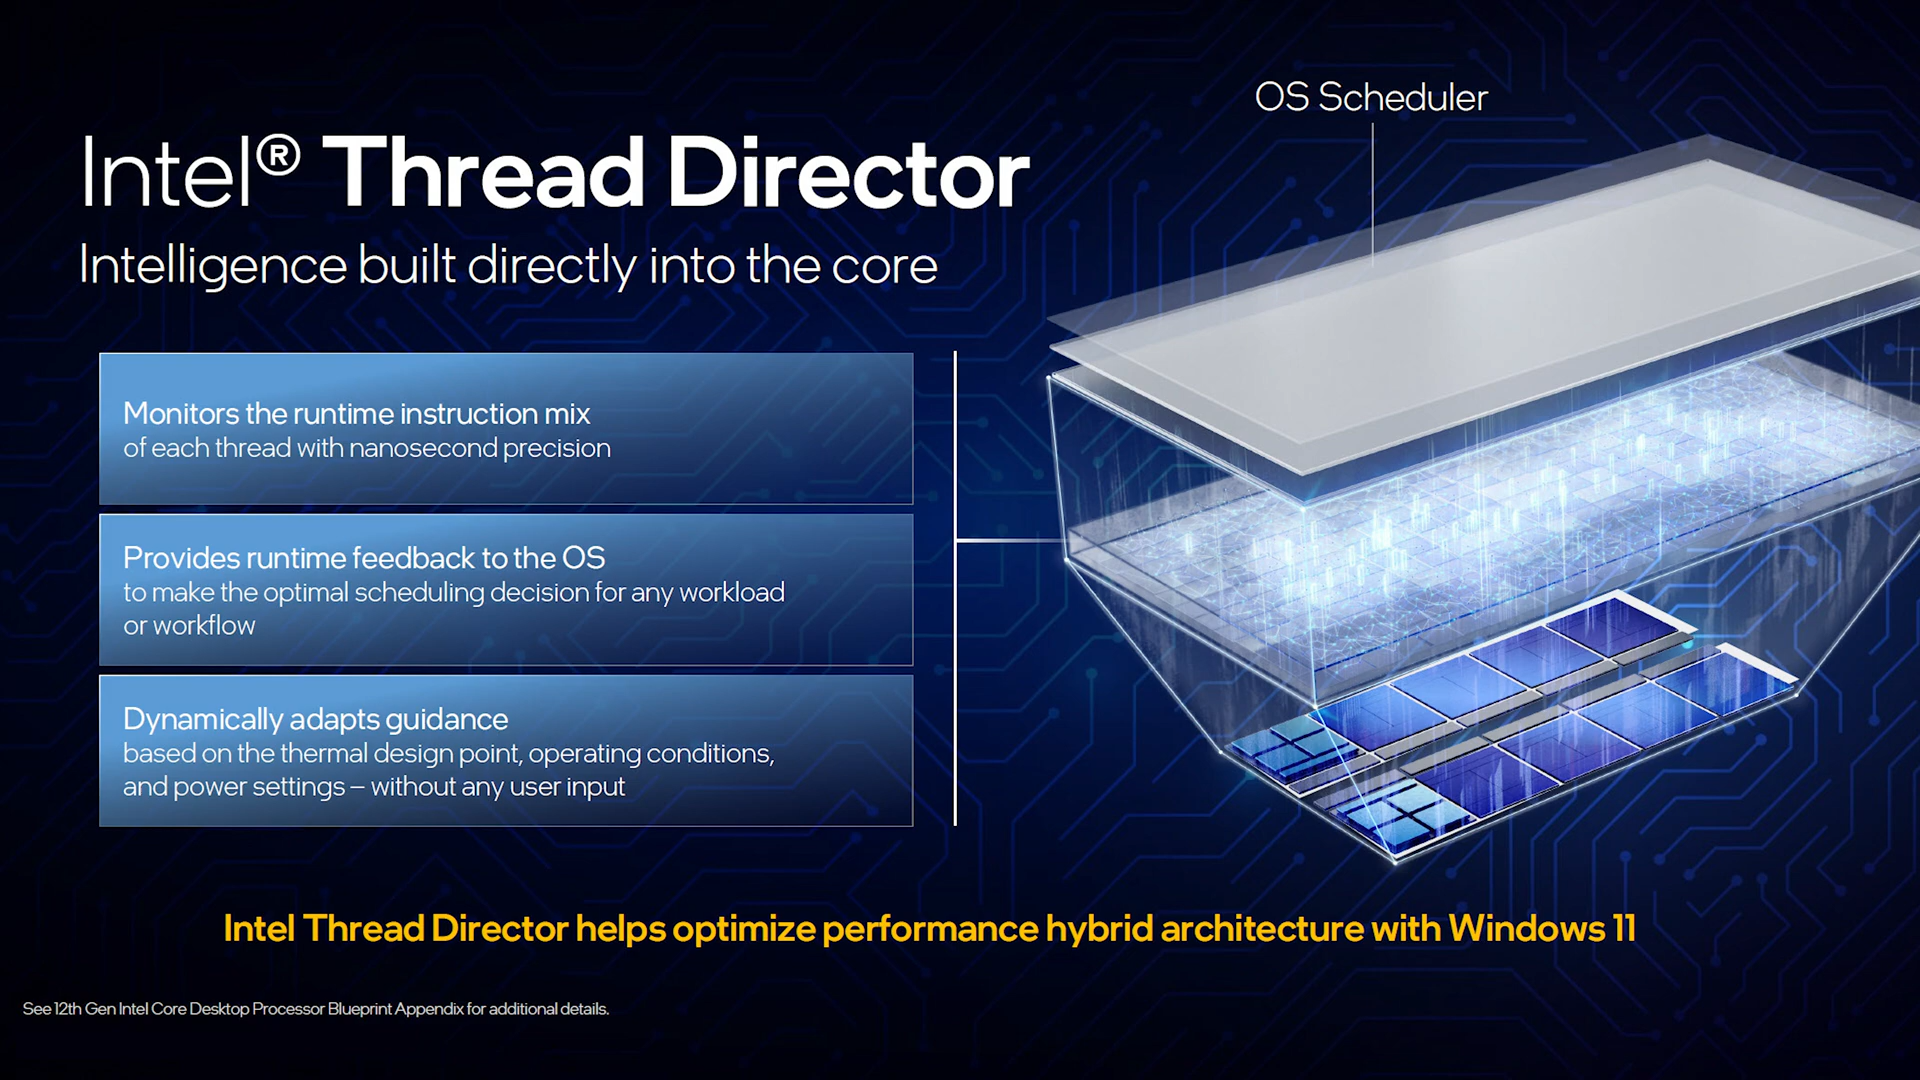 OS Scheduler
Intel® Thread Director
Intelligence built directly into the core
Monitors the runtime instruction mix
of each thread with nanosecond precision
Provides runtime feedback to the OS
to make the optimal scheduling decision for any workload
or workflow
Dynamically adapts guidance
based on the thermal design point, operating conditions,
and power settings – without any user input
Intel Thread Director helps optimize performance hybrid architecture with Windows 11
See 12th Gen Intel Core Desktop Processor Blueprint Appendix for additional details.